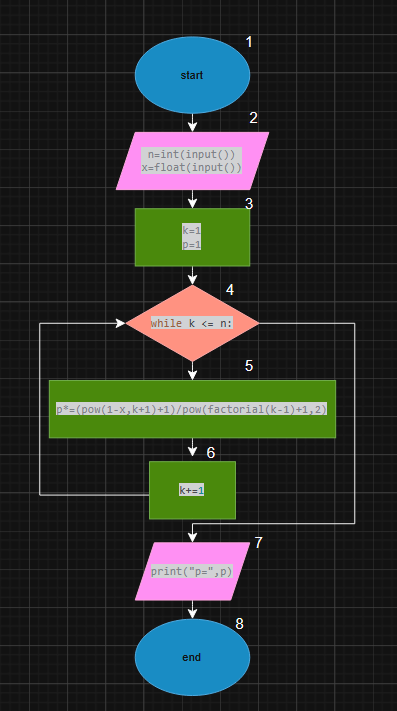 1
start
2
n=int(input())
x=float(input())
3
k=1
p=1
4
while k <= n:
5
p*=(pow(1-x,k+1)+1)/pow(factorial(k-1)+1,2)
6
k+=1
7
print("p=",p)
8
end